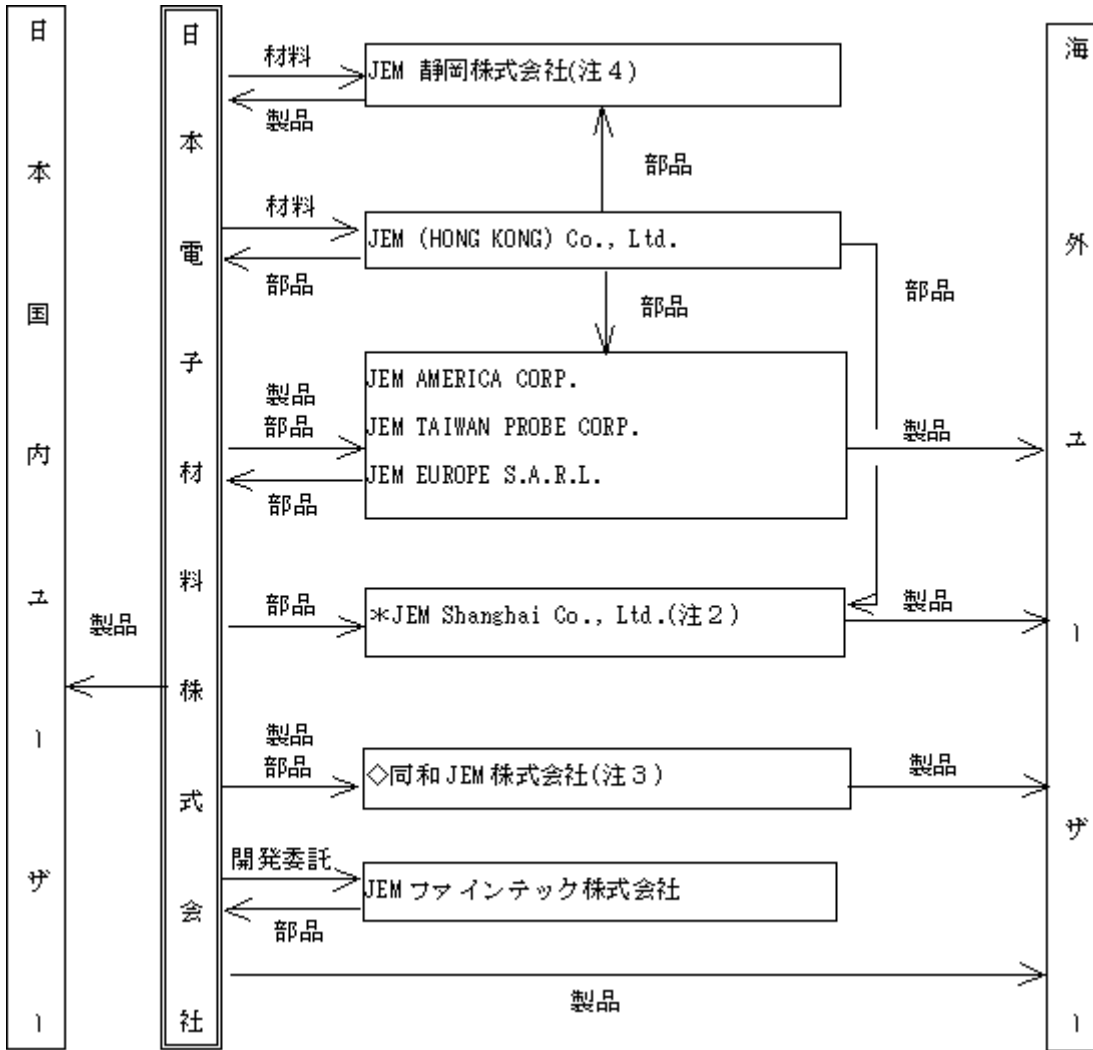 日本国内ユーザー
日本電子材料株式会社
海外ユーザー
材料
JEM 静岡株式会社(注４)
製品
部品
材料
JEM (HONG KONG) Co., Ltd.
部品
部品
部品
製品
部品
JEM AMERICA CORP.
JEM TAIWAN PROBE CORP.
JEM EUROPE S.A.R.L.
製品
部品
部品
＊JEM Shanghai Co., Ltd.(注２)
製品
製品
製品
部品
◇同和 JEM 株式会社(注３)
製品
開発委託
JEM ファインテック株式会社
部品
製品